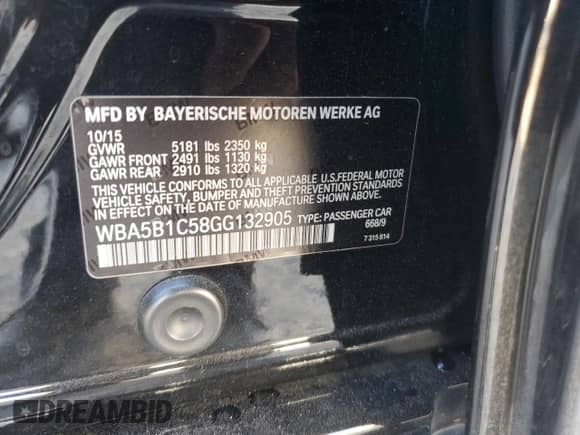 MFD BY BAYERISCHE MOTOREN WERKE AG
10/15
GVWR 5181 lbs 2350 kg
GAWR FRONT 2491 lbs 1130 kg
GAWR REAR 2910 lbs 1320 kg
THIS VEHICLE CONFORMS TO ALL APPLICABLE U.S.FEDERAL MOTOR
VEHICLE SAFETY, BUMPER AND THEFT PREVENTION STANDARDS
IN EFFECT ON THE DATE OF MANUFACTURE SHOWN ABOVE.
WBA5B1C58GG132905 TYPE: PASSENGER CAR
668/9
7 315 814
DREAMBID